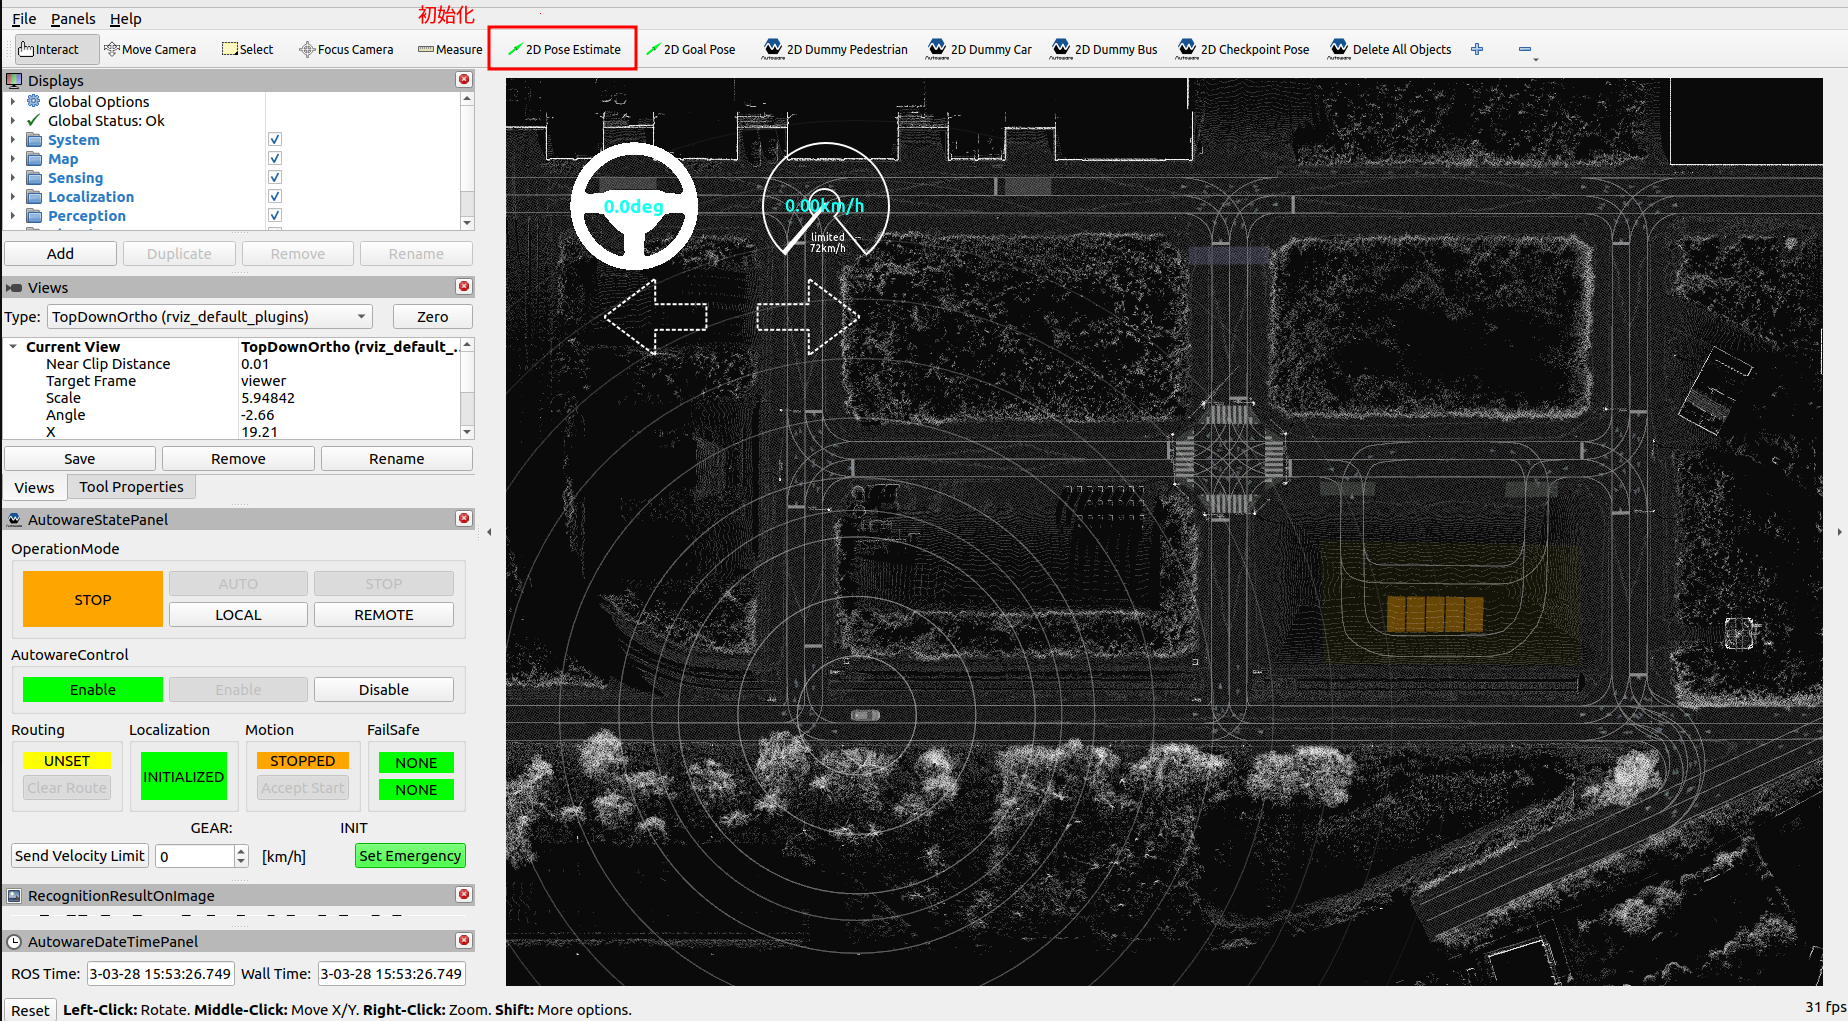 初始化
File Panels Help
Interact Move Camera Select Focus Camera Measure 2D Pose Estimate 2D Goal Pose 2D Dummy Pedestrian 2D Dummy Car 2D Dummy Bus 2D Checkpoint Pose Delete All Objects
Displays
Global Options
Global Status: Ok
System
Map
Sensing
Localization
Perception
Add Duplicate Remove Rename
Views
Type: TopDownOrtho (rviz_default_plugins) Zero
Current View TopDownOrtho (rviz_default_...
Near Clip Distance 0.01
Target Frame viewer
Scale 5.94842
Angle -2.66
X 19.21
Save Remove Rename
Views Tool Properties
AutowareStatePanel
OperationMode
STOP AUTO STOP
LOCAL REMOTE
AutowareControl
Enable Enable Disable
Routing Localization Motion FailSafe
UNSET INITIALIZED STOPPED NONE
Clear Route Accept Start NONE
GEAR: INIT
Send Velocity Limit 0 [km/h] Set Emergency
RecognitionResultOnImage
AutowareDateTimePanel
ROS Time: 3-03-28 15:53:26.749 Wall Time: 3-03-28 15:53:26.749
Reset Left-Click: Rotate. Middle-Click: Move X/Y. Right-Click: Zoom. Shift: More options. 31 fps
0.0deg 0.00km/h
limited
72km/h